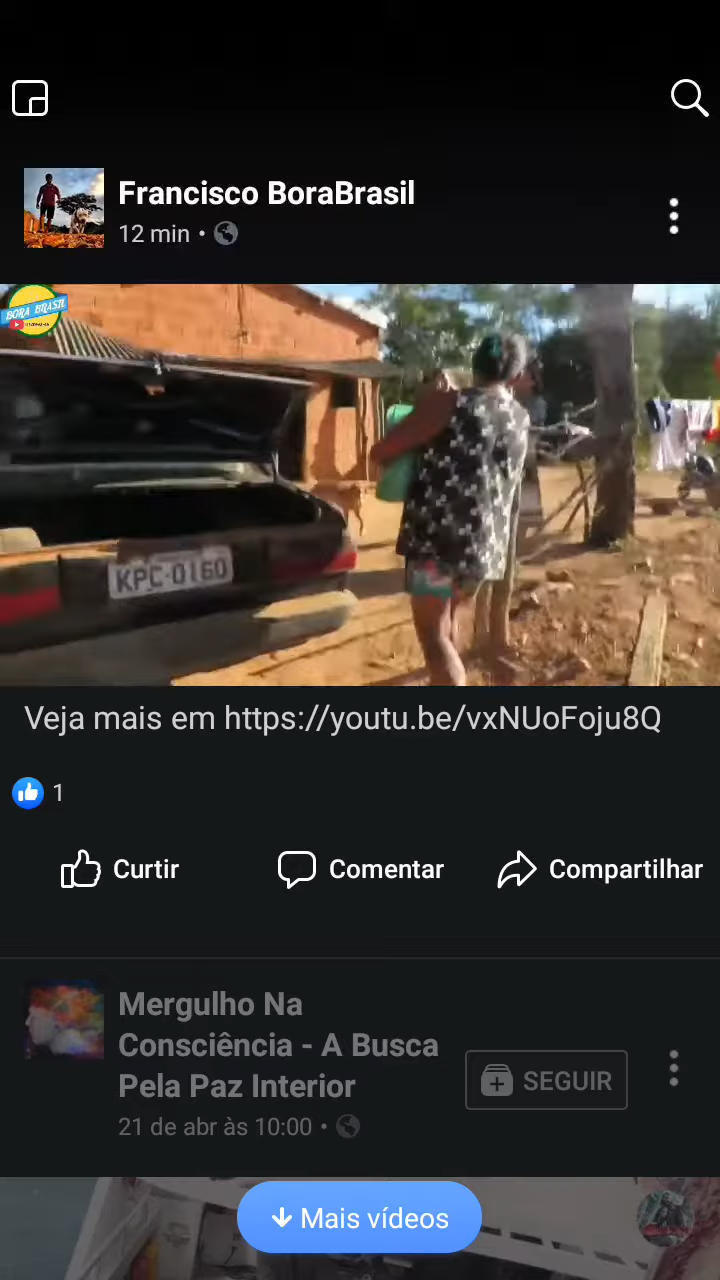 Francisco BoraBrasil
12 min •
BORA BRASIL
KPC-0160
Veja mais em https://youtu.be/vxNUoFoju8Q
1
Curtir
Comentar
Compartilhar
Mergulho Na
Consciência - A Busca
Pela Paz Interior
SEGUIR
21 de abr às 10:00 •
Mais vídeos